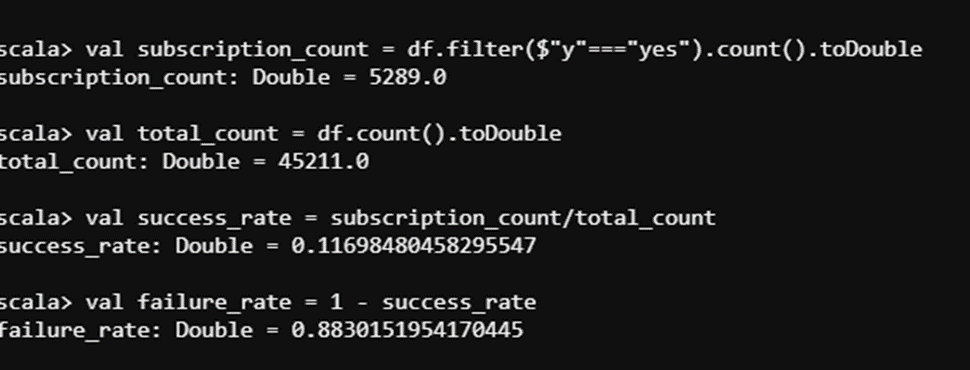 scala> val subscription_count = df.filter($"y"==="yes").count().toDouble
subscription_count: Double = 5289.0
scala> val total_count = df.count().toDouble
total_count: Double = 45211.0
scala> val success_rate = subscription_count/total_count
success_rate: Double = 0.11698480458295547
scala> val failure_rate = 1 - success_rate
failure_rate: Double = 0.8830151954170445